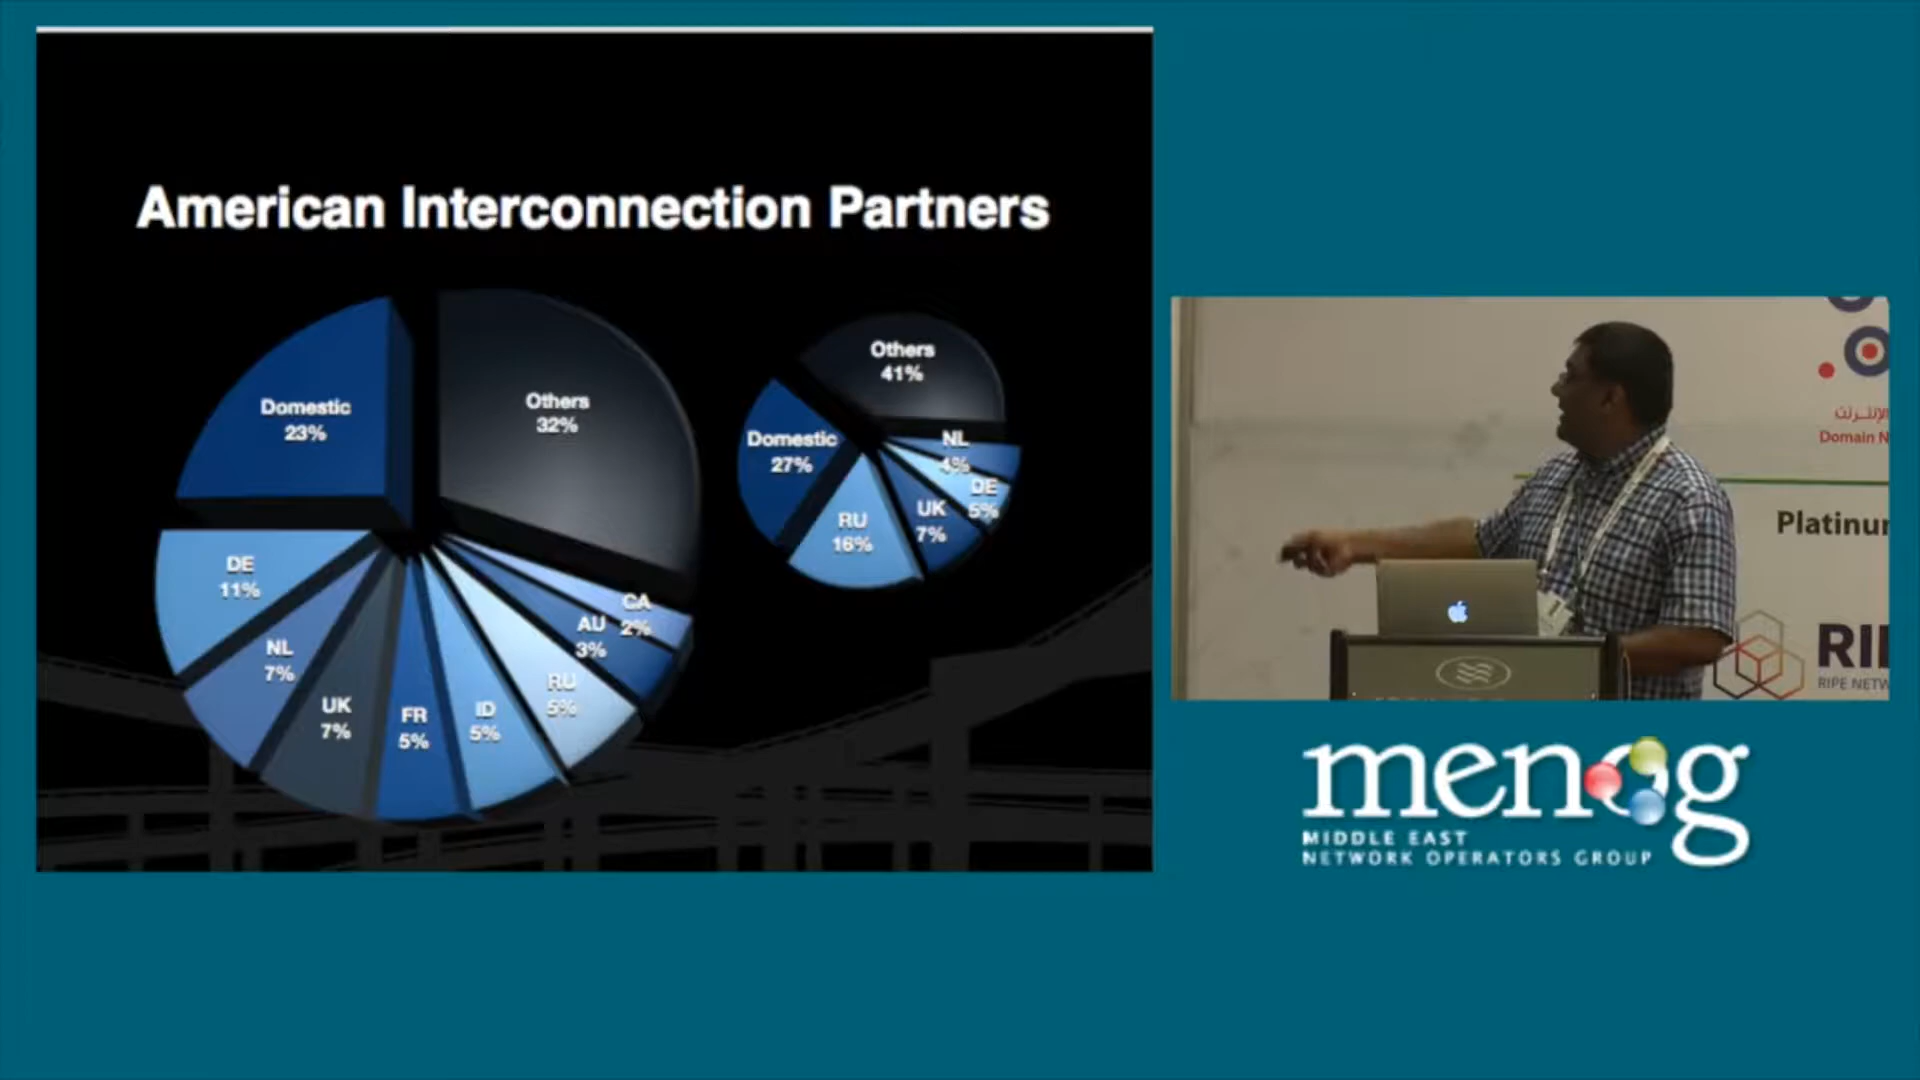 American Interconnection Partners
Domestic
23%
Others
32%
DE
11%
NL
7%
UK
7%
FR
5%
ID
5%
RU
5%
AU
3%
CA
2%
Others
41%
Domestic
27%
RU
16%
UK
7%
DE
5%
NL
4%
Domain N
Platinu
RI
RIPE NETW
menog
MIDDLE EAST
NETWORK OPERATORS GROUP